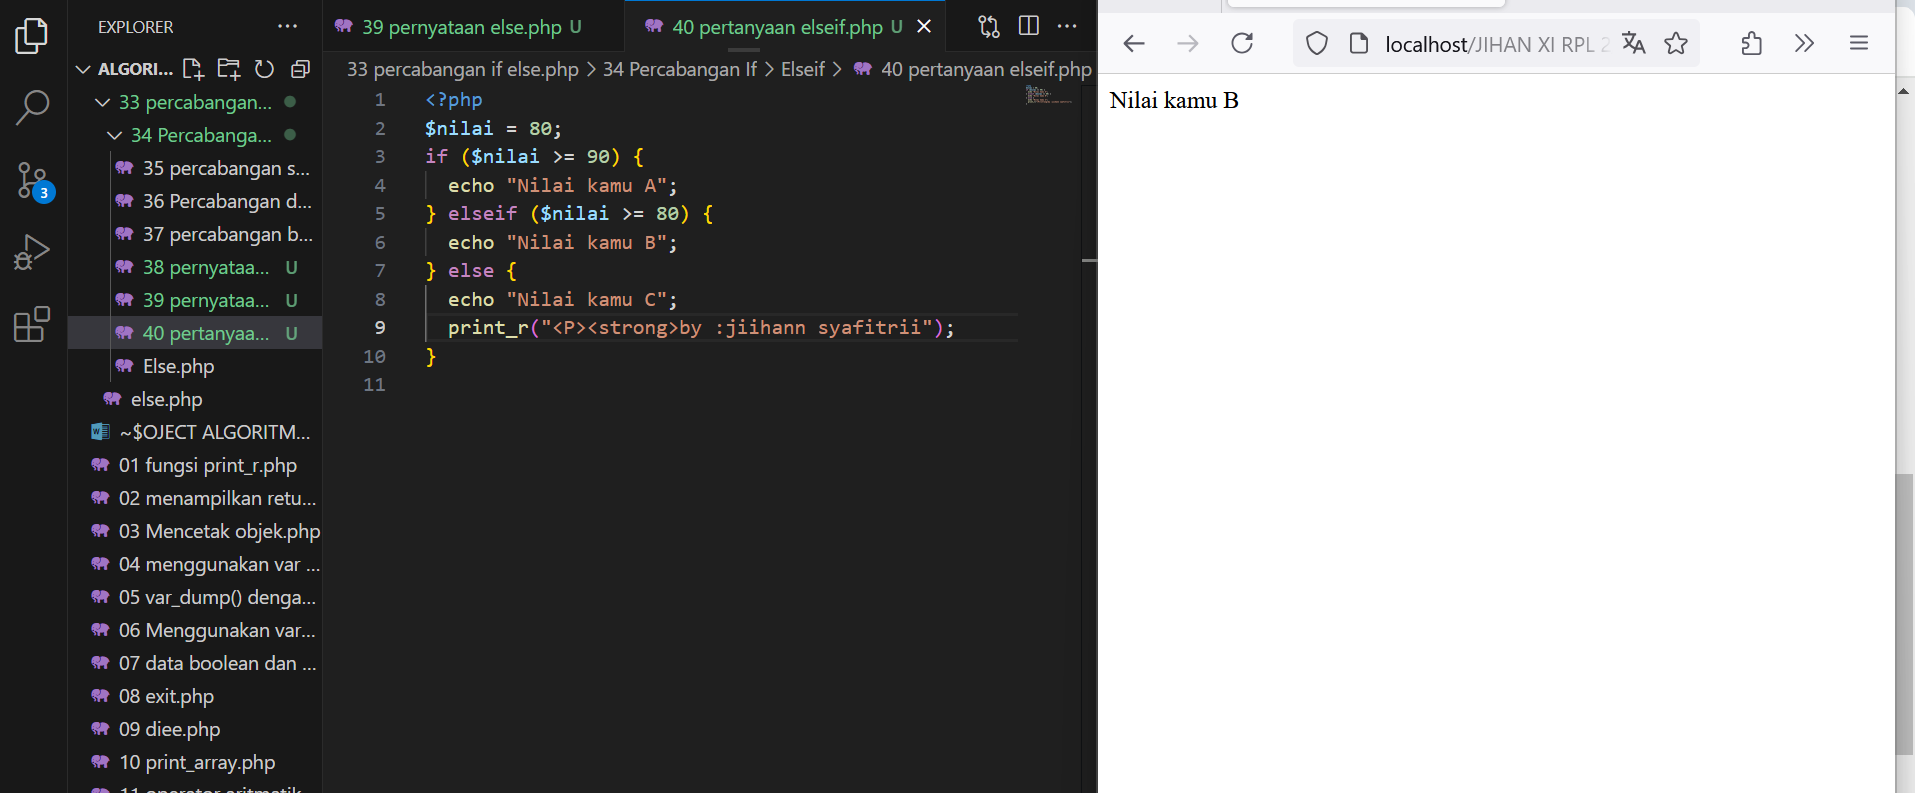 EXPLORER
ALGORI...
33 percabangan...
34 Percabanga...
35 percabangan s...
36 Percabangan d...
37 percabangan b...
38 pernyataa... U
39 pernyataa... U
40 pertanyaa... U
Else.php
else.php
~$OJECT ALGORITM...
01 fungsi print_r.php
02 menampilkan retu...
03 Mencetak objek.php
04 menggunakan var ...
05 var_dump() denga...
06 Menggunakan var...
07 data boolean dan ...
08 exit.php
09 diee.php
10 print_array.php
3
39 pernyataan else.php U
40 pertanyaan elseif.php U
33 percabangan if else.php > 34 Percabangan If > Elseif > 40 pertanyaan elseif.php
1 <?php
2 $nilai = 80;
3 if ($nilai >= 90) {
4 echo "Nilai kamu A";
5 } elseif ($nilai >= 80) {
6 echo "Nilai kamu B";
7 } else {
8 echo "Nilai kamu C";
9 print_r("<P><strong>by :jiihann syafitrii");
10 }
11
localhost/JIHAN XI RPL 2
Nilai kamu B